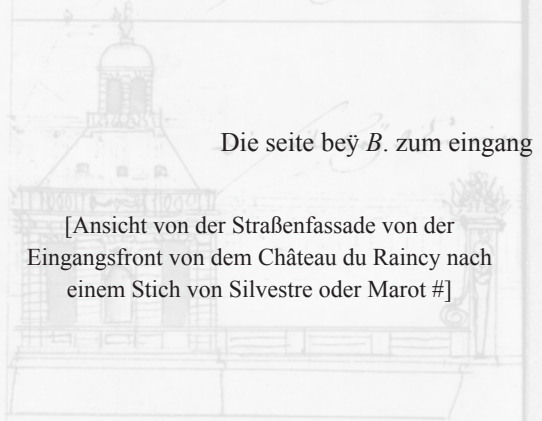 Die seite beÿ B. zum eingang
[Ansicht von der Straßenfassade von der
Eingangsfront von dem Château du Raincy nach
einem Stich von Silvestre oder Marot #]